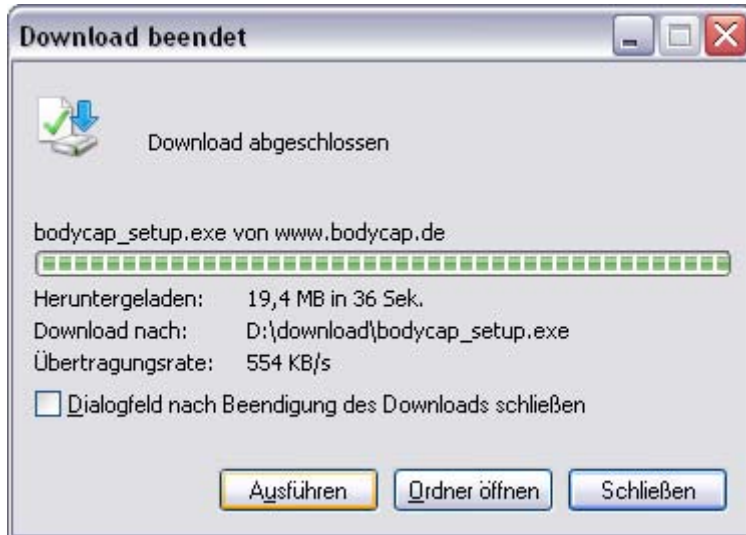 Download beendet
Download abgeschlossen
bodycap_setup.exe von www.bodycap.de
Heruntergeladen: 19,4 MB in 36 Sek.
Download nach: D:\download\bodycap_setup.exe
Übertragungsrate: 554 KB/s
Dialogfeld nach Beendigung des Downloads schließen
Ausführen Ordner öffnen Schließen